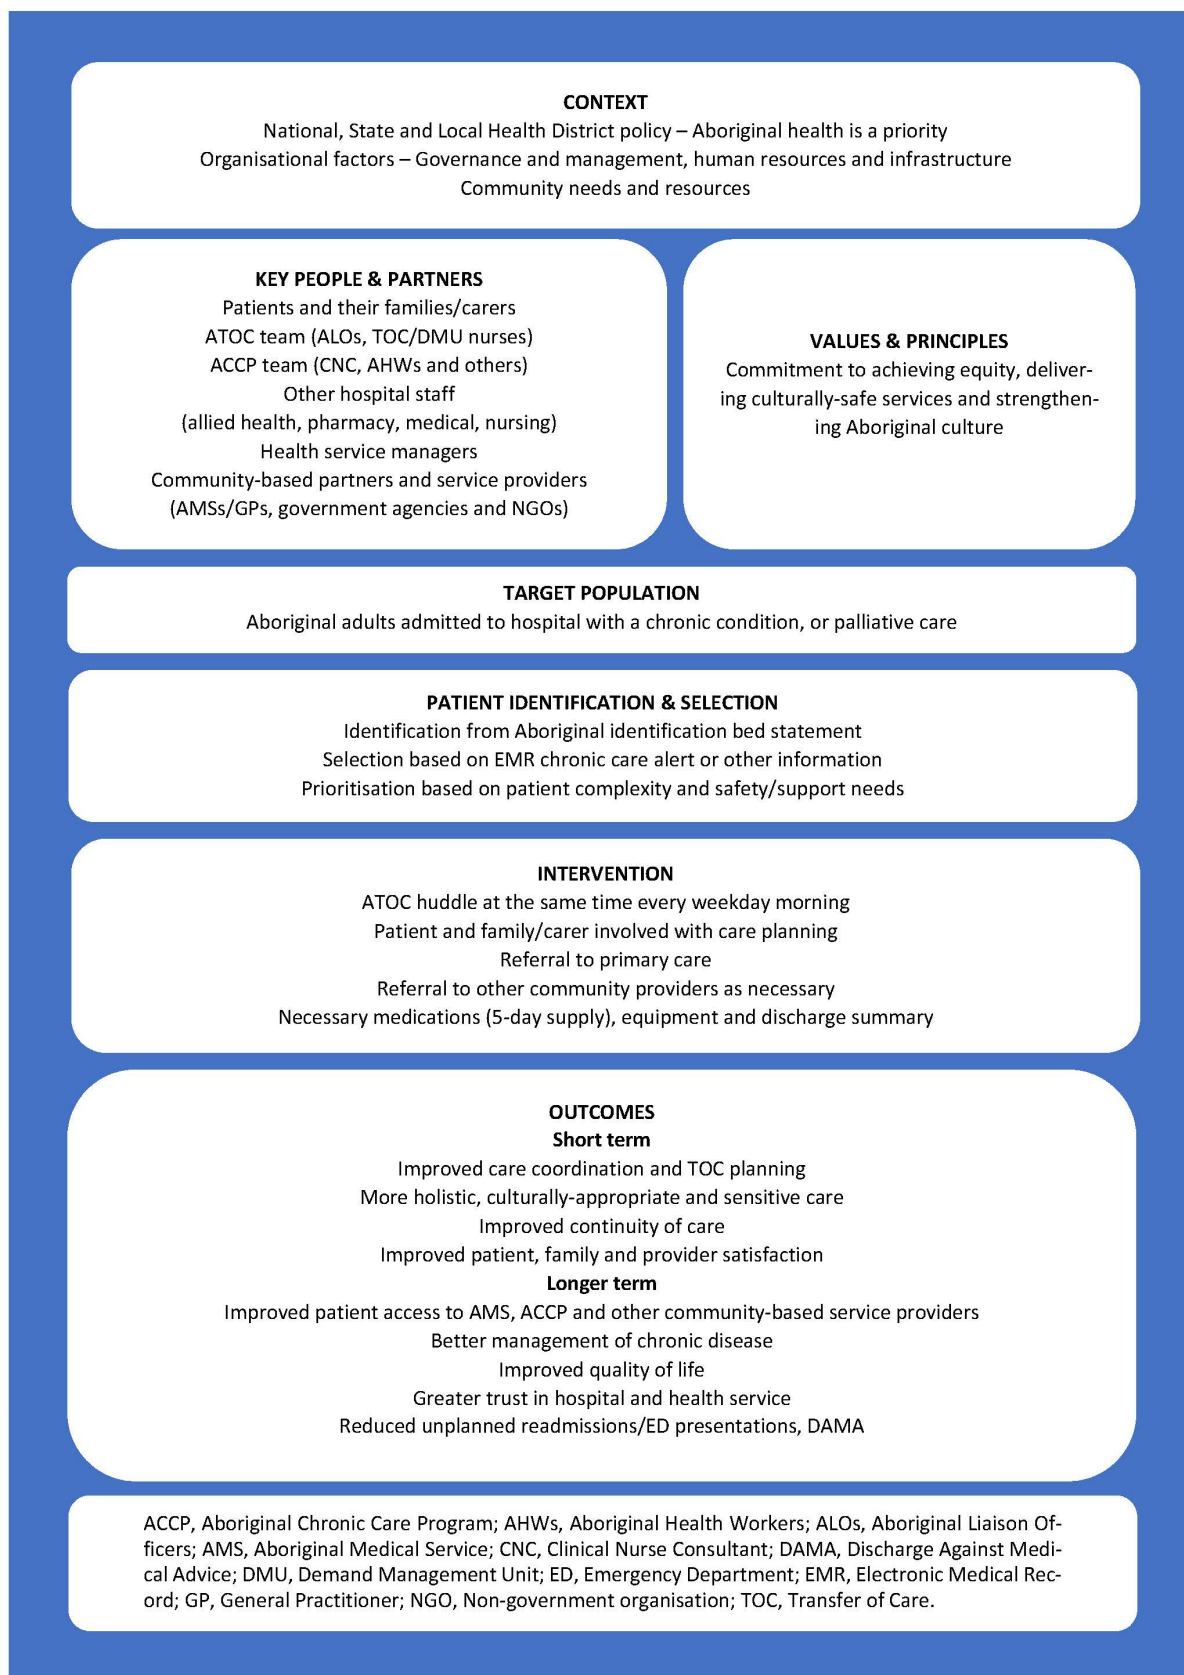 CONTEXT
National, State and Local Health District policy – Aboriginal health is a priority
Organisational factors – Governance and management, human resources and infrastructure
Community needs and resources
KEY PEOPLE & PARTNERS
Patients and their families/carers
ATOC team (ALOs, TOC/DMU nurses)
ACCP team (CNC, AHWs and others)
Other hospital staff
(allied health, pharmacy, medical, nursing)
Health service managers
Community-based partners and service providers
(AMSs/GPs, government agencies and NGOs)
VALUES & PRINCIPLES
Commitment to achieving equity, deliver-
ing culturally-safe services and strengthen-
ing Aboriginal culture
TARGET POPULATION
Aboriginal adults admitted to hospital with a chronic condition, or palliative care
PATIENT IDENTIFICATION & SELECTION
Identification from Aboriginal identification bed statement
Selection based on EMR chronic care alert or other information
Prioritisation based on patient complexity and safety/support needs
INTERVENTION
ATOC huddle at the same time every weekday morning
Patient and family/carer involved with care planning
Referral to primary care
Referral to other community providers as necessary
Necessary medications (5-day supply), equipment and discharge summary
OUTCOMES
Short term
Improved care coordination and TOC planning
More holistic, culturally-appropriate and sensitive care
Improved continuity of care
Improved patient, family and provider satisfaction
Longer term
Improved patient access to AMS, ACCP and other community-based service providers
Better management of chronic disease
Improved quality of life
Greater trust in hospital and health service
Reduced unplanned readmissions/ED presentations, DAMA
ACCP, Aboriginal Chronic Care Program; AHWs, Aboriginal Health Workers; ALOs, Aboriginal Liaison Of-
ficers; AMS, Aboriginal Medical Service; CNC, Clinical Nurse Consultant; DAMA, Discharge Against Medi-
cal Advice; DMU, Demand Management Unit; ED, Emergency Department; EMR, Electronic Medical Rec-
ord; GP, General Practitioner; NGO, Non-government organisation; TOC, Transfer of Care.